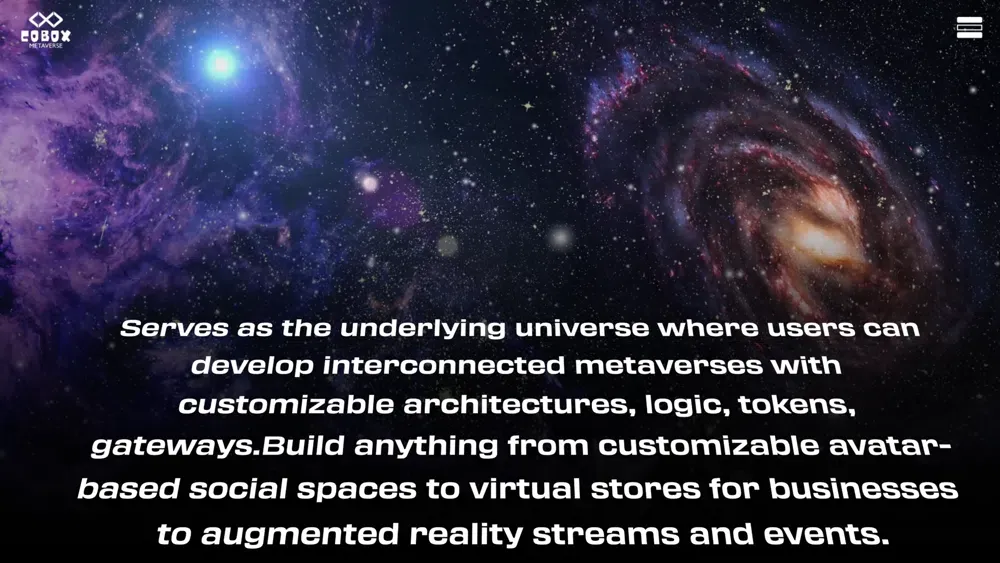 COBOX
METAVERSE
Serves as the underlying universe where users can
develop interconnected metaverses with
customizable architectures, logic, tokens,
gateways.Build anything from customizable avatar-
based social spaces to virtual stores for businesses
to augmented reality streams and events.